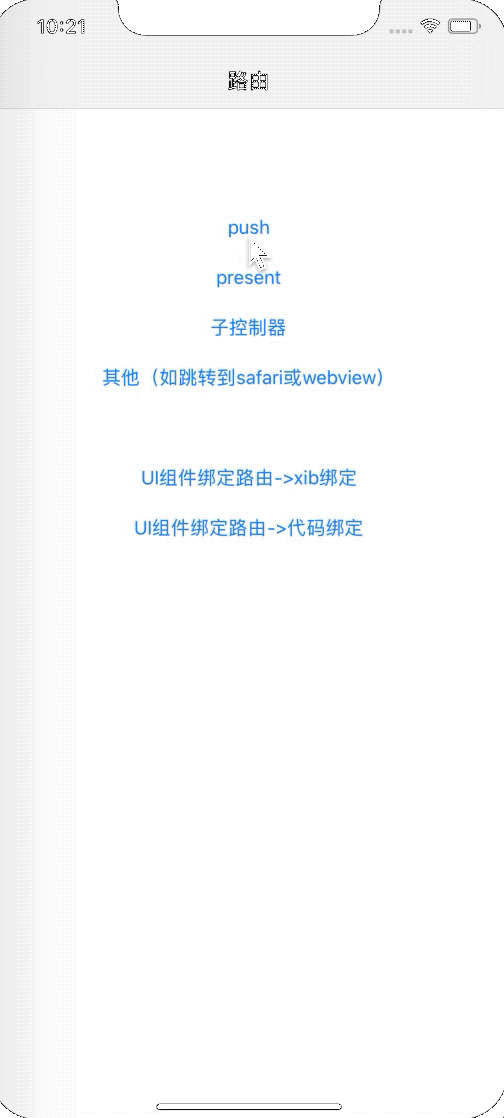 10:21
路由
push
present
子控制器
其他（如跳转到safari或webview）
UI组件绑定路由->xib绑定
UI组件绑定路由->代码绑定